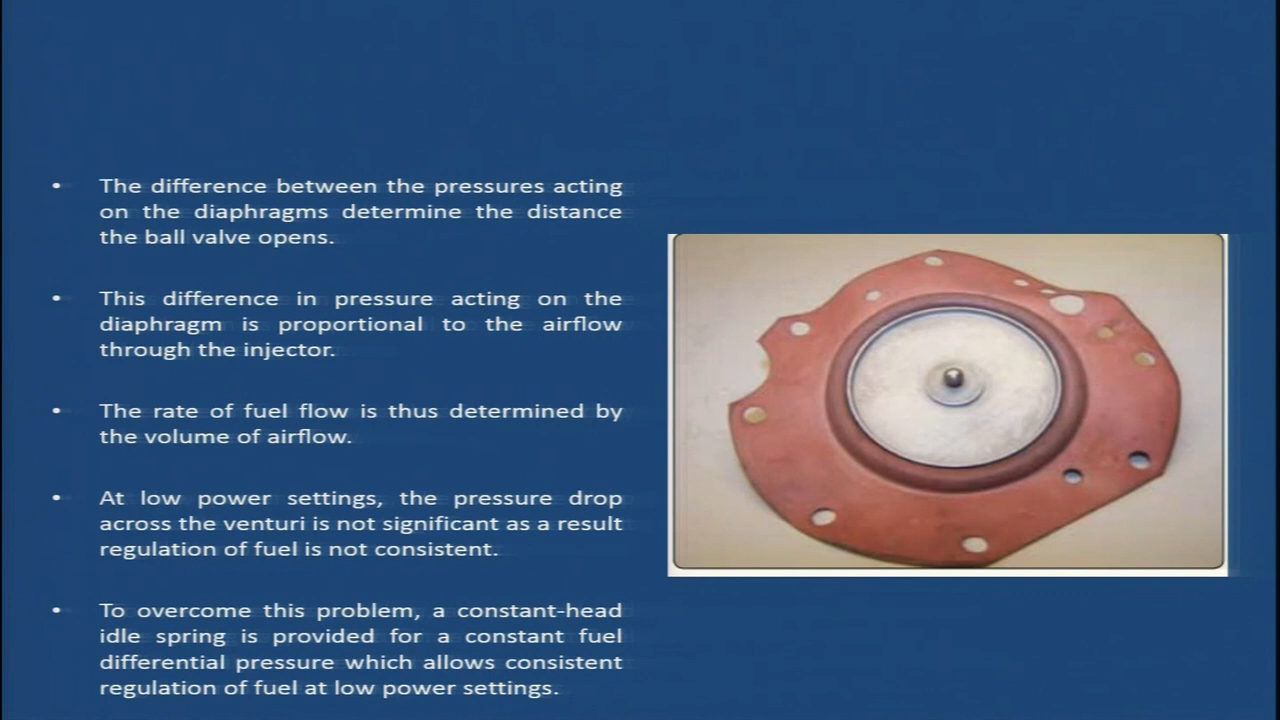 • The difference between the pressures acting
on the diaphragms determine the distance
the ball valve opens.
• This difference in pressure acting on the
diaphragm is proportional to the airflow
through the injector.
• The rate of fuel flow is thus determined by
the volume of airflow.
• At low power settings, the pressure drop
across the venturi is not significant as a result
regulation of fuel is not consistent.
• To overcome this problem, a constant-head
idle spring is provided for a constant fuel
differential pressure which allows consistent
regulation of fuel at low power settings.